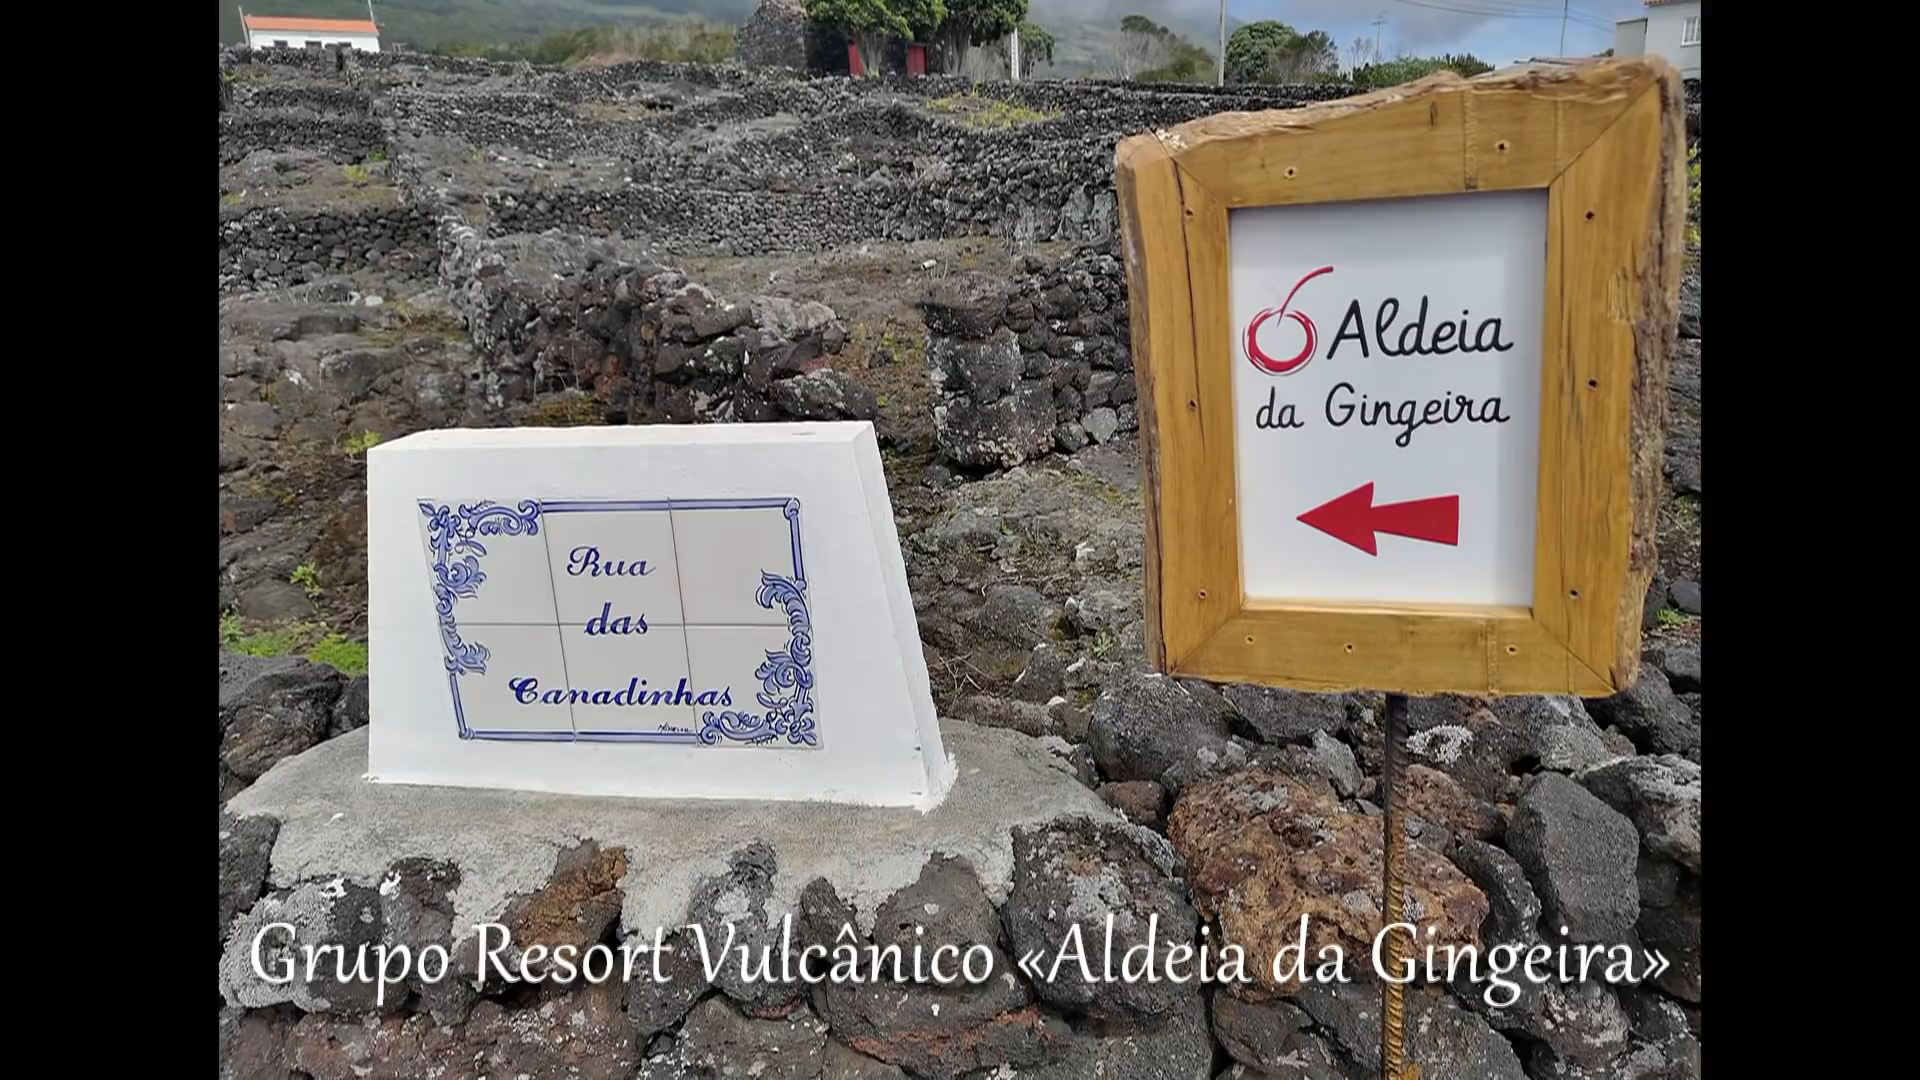 Aldeia
da Gingeira
Rua
das
Canadinhas
Grupo Resort Vulcânico «Aldeia da Gingeira»